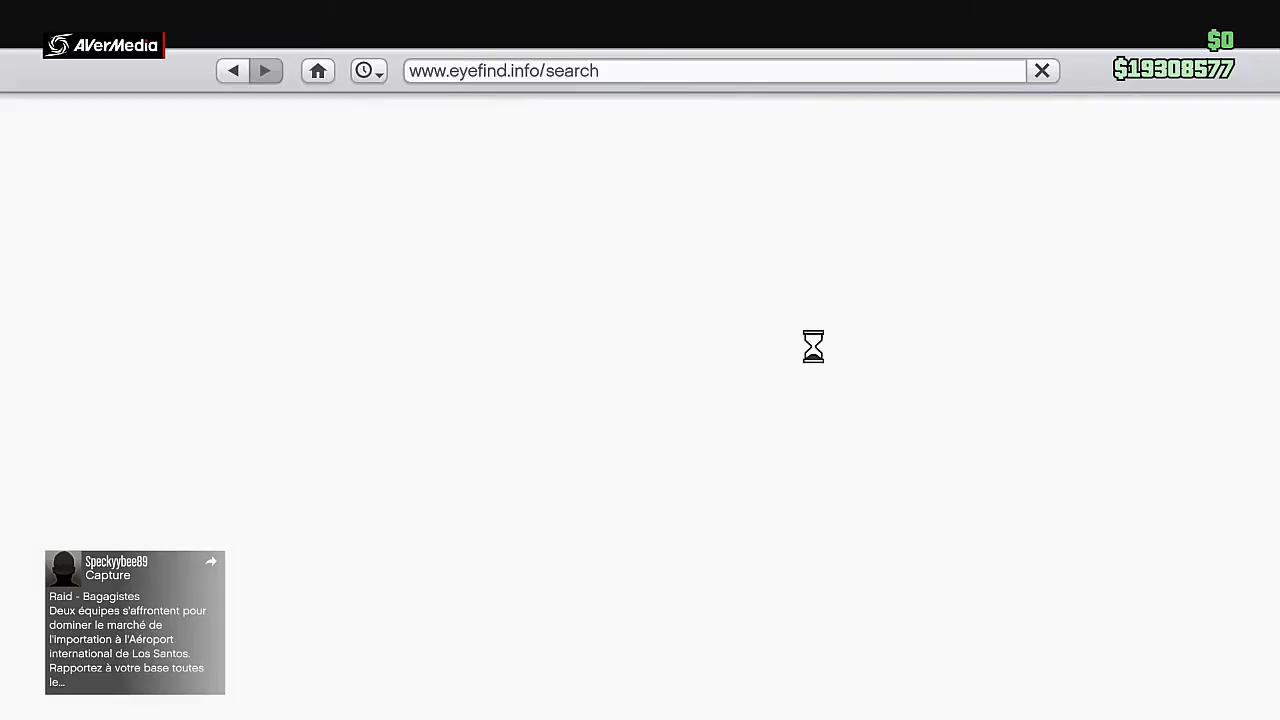 AVerMedia
$0
www.eyefind.info/search
$19308577
Speckyybee89
Capture
Raid - Bagagistes
Deux équipes s'affrontent pour
dominer le marché de
l'importation à l'Aéroport
international de Los Santos.
Rapportez à votre base toutes
le...